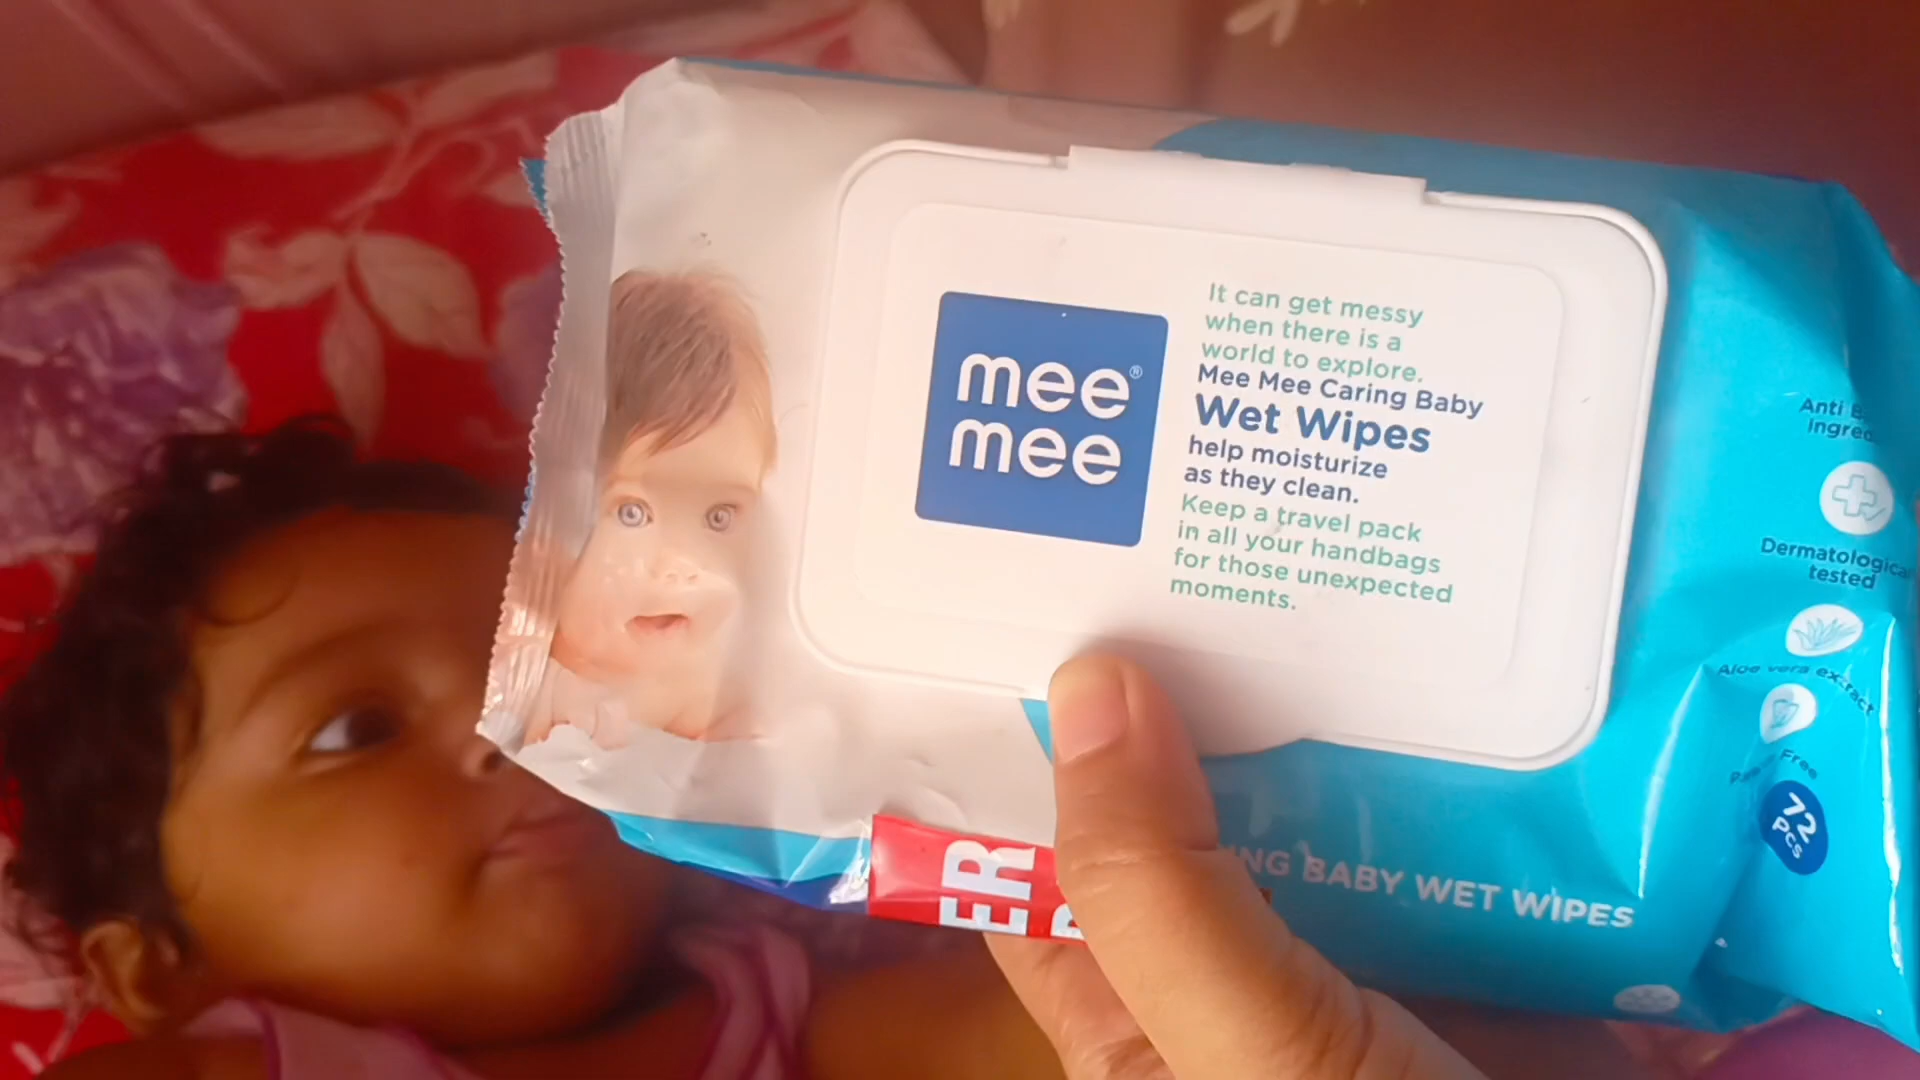 mee®
mee
It can get messy
when there is a
world to explore.
Mee Mee Caring Baby
Wet Wipes
help moisturize
as they clean.
Keep a travel pack
in all your handbags
for those unexpected
moments.
Anti
tested
Aloe vera extract
Free
72
PCS
BABY WET WIPES